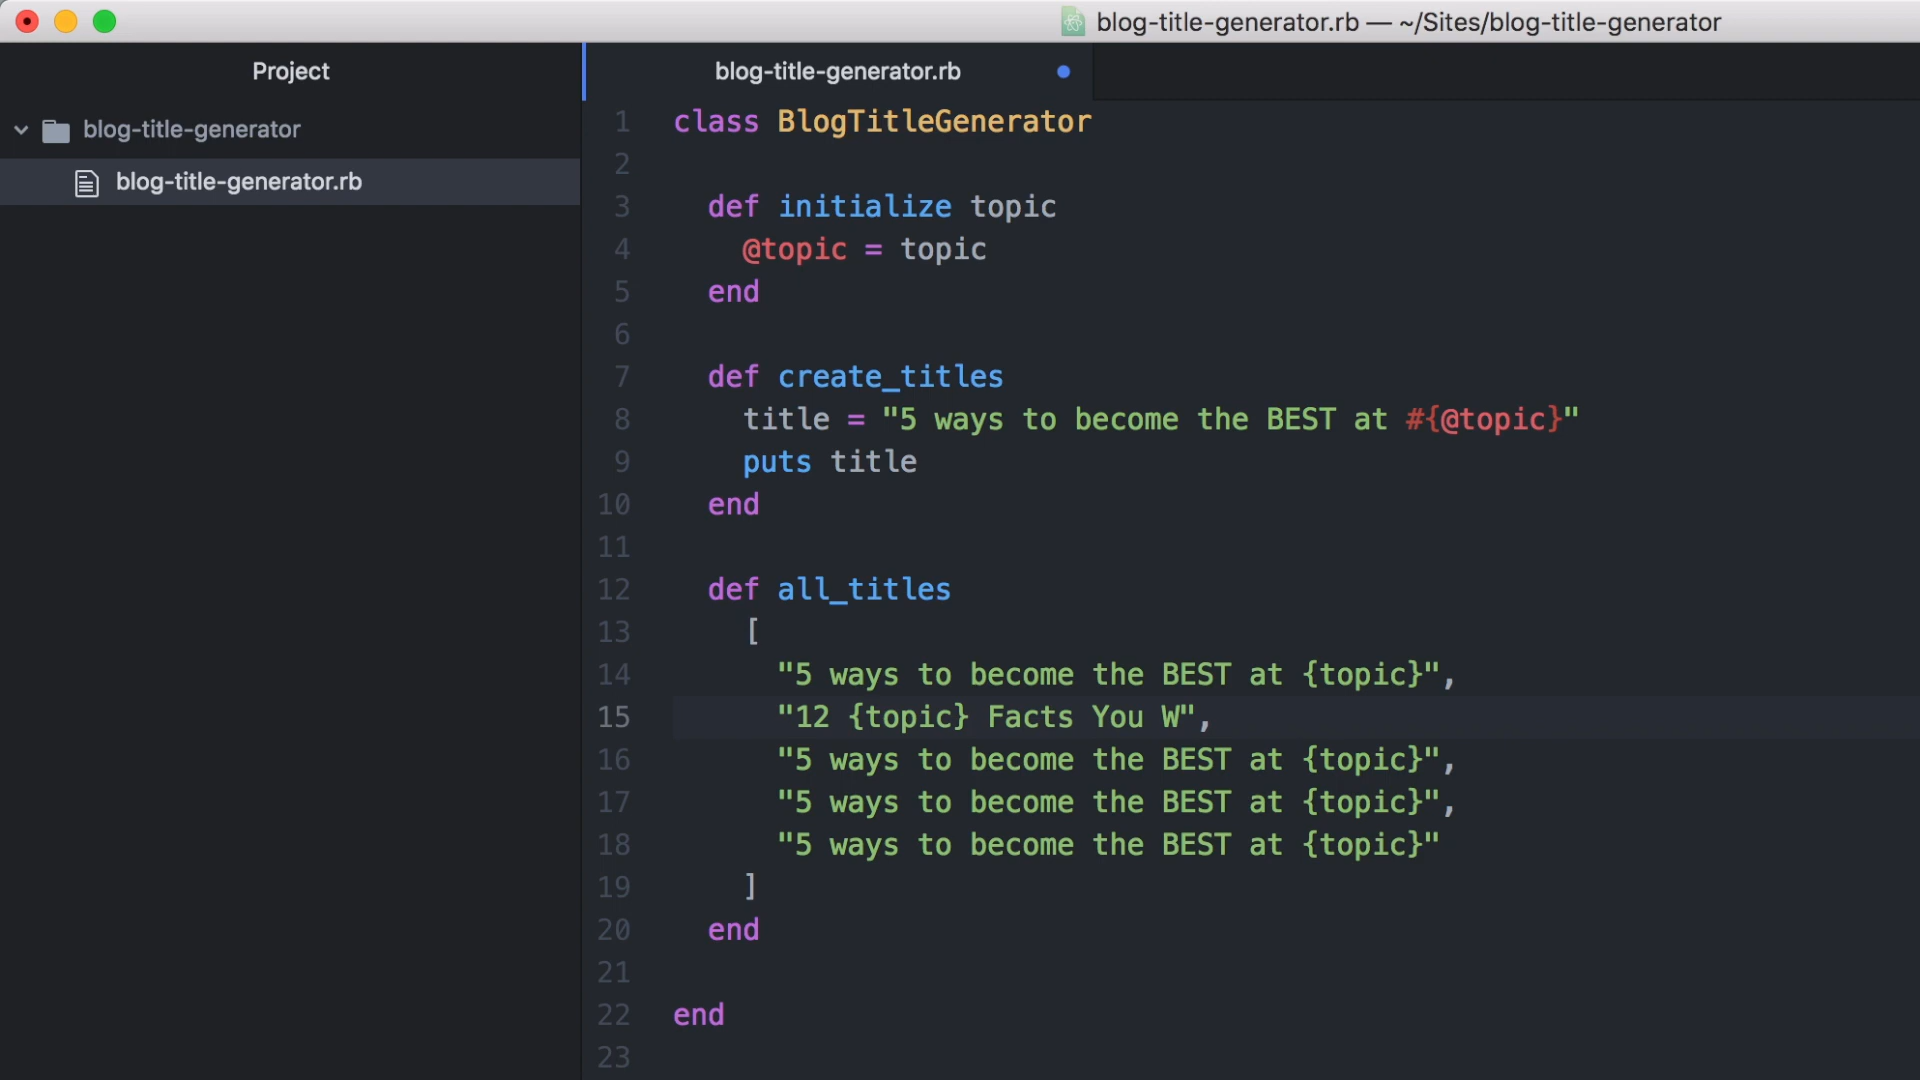 blog-title-generator.rb — ~/Sites/blog-title-generator
Project
blog-title-generator
blog-title-generator.rb
blog-title-generator.rb
1 class BlogTitleGenerator
2
3 def initialize topic
4 @topic = topic
5 end
6
7 def create_titles
8 title = "5 ways to become the BEST at #{@topic}"
9 puts title
10 end
11
12 def all_titles
13 [
14 "5 ways to become the BEST at {topic}",
15 "12 {topic} Facts You W",
16 "5 ways to become the BEST at {topic}",
17 "5 ways to become the BEST at {topic}",
18 "5 ways to become the BEST at {topic}"
19 ]
20 end
21
22 end
23